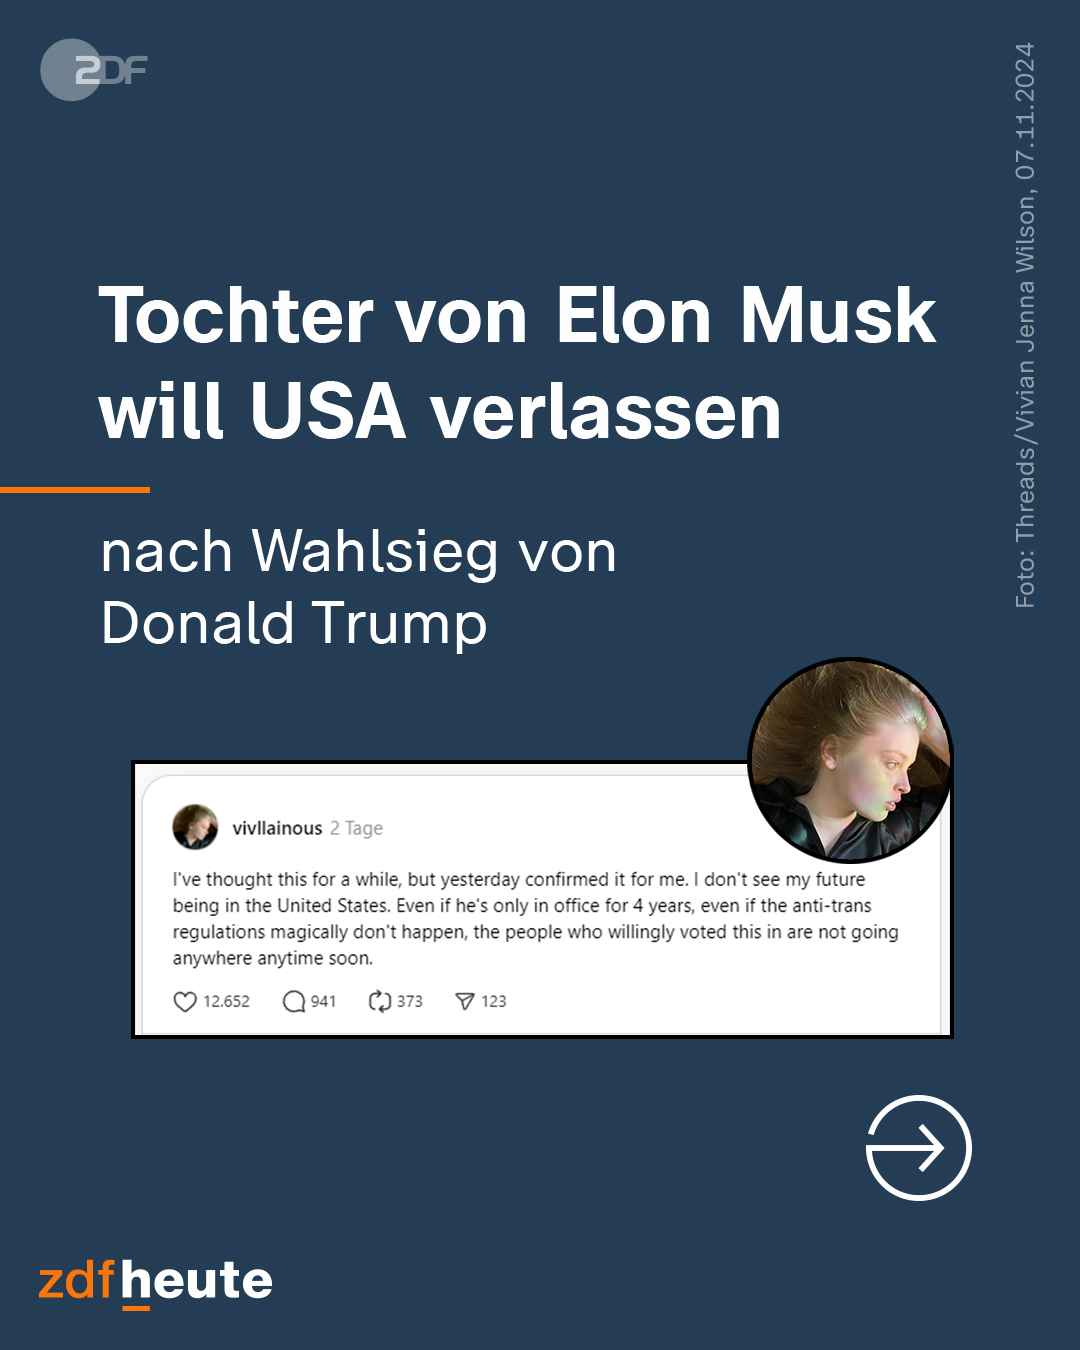 ZDF
Foto: Threads/Vivian Jenna Wilson, 07.11.2024
Tochter von Elon Musk
will USA verlassen
nach Wahlsieg von
Donald Trump
vivllainous 2 Tage
I've thought this for a while, but yesterday confirmed it for me. I don't see my future
being in the United States. Even if he's only in office for 4 years, even if the anti-trans
regulations magically don't happen, the people who willingly voted this in are not going
anywhere anytime soon.
12.652 941 373 123
zdfheute